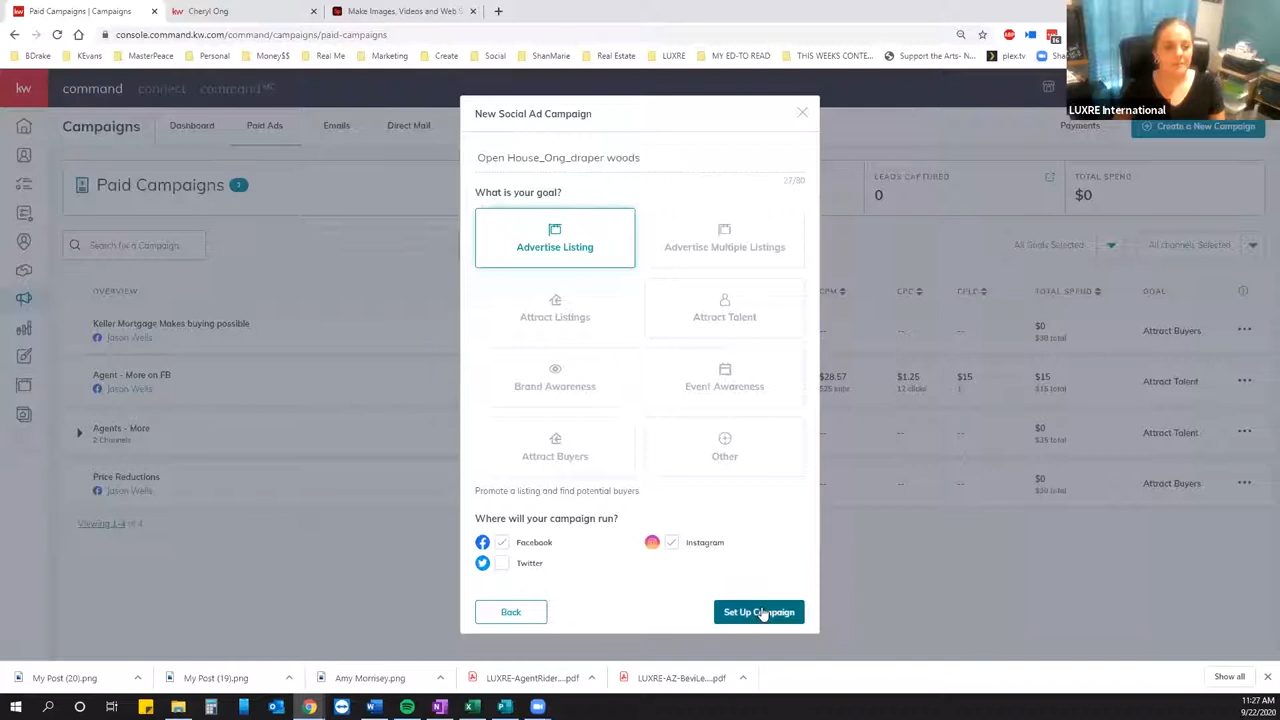 Paid Campaigns | Campaigns
Cheryl Ong
Make Images, Videos and Web S
console.command.kw.com/command/campaigns/paid-campaigns
BDrake
KEvans
MasterPeace
Personal
Money$$
Real Me
Marketing
Create
Social
ShanMarie
Real Estate
LUXRE
MY ED-TO READ
THIS WEEKS CONTE...
Support the Arts- N...
plex.tv
LUXRE International
kw
command
connect
command MC
Campaigns
Dashboard
Paid Ads
Emails
Direct Mail
Payments
Create a New Campaign
Paid Campaigns
LEADS CAPTURED
0
TOTAL SPEND
$0
Search for a Campaign
All Goals Selected
All channels Selected
OVERVIEW
CPM
CPC
CPLC
TOTAL SPEND
GOAL
Keller Mortgage Makes buying possible
Jason Wells
--
--
--
$0
$30 total
Attract Buyers
Agent - More on FB
Jason Wells
$28.57
$1.25
12 clicks
$15
1
$15
$15 total
Attract Talent
Agents - More
2 Channels
--
--
$0
$35 total
Attract Talent
Price Reductions
Jason Wells
--
--
$0
$30 total
Attract Buyers
Viewing 1-4 of 4
New Social Ad Campaign
Open House_Ong_draper woods
27/80
What is your goal?
Advertise Listing
Advertise Multiple Listings
Attract Listings
Attract Talent
Brand Awareness
Event Awareness
Attract Buyers
Other
Promote a listing and find potential buyers
Where will your campaign run?
Facebook
Instagram
Twitter
Back
Set Up Campaign
My Post (20).png
My Post (19).png
Amy Morrisey.png
LUXRE-AgentRider....pdf
LUXRE-AZ-BeviLe....pdf
Show all
11:27 AM
9/22/2020